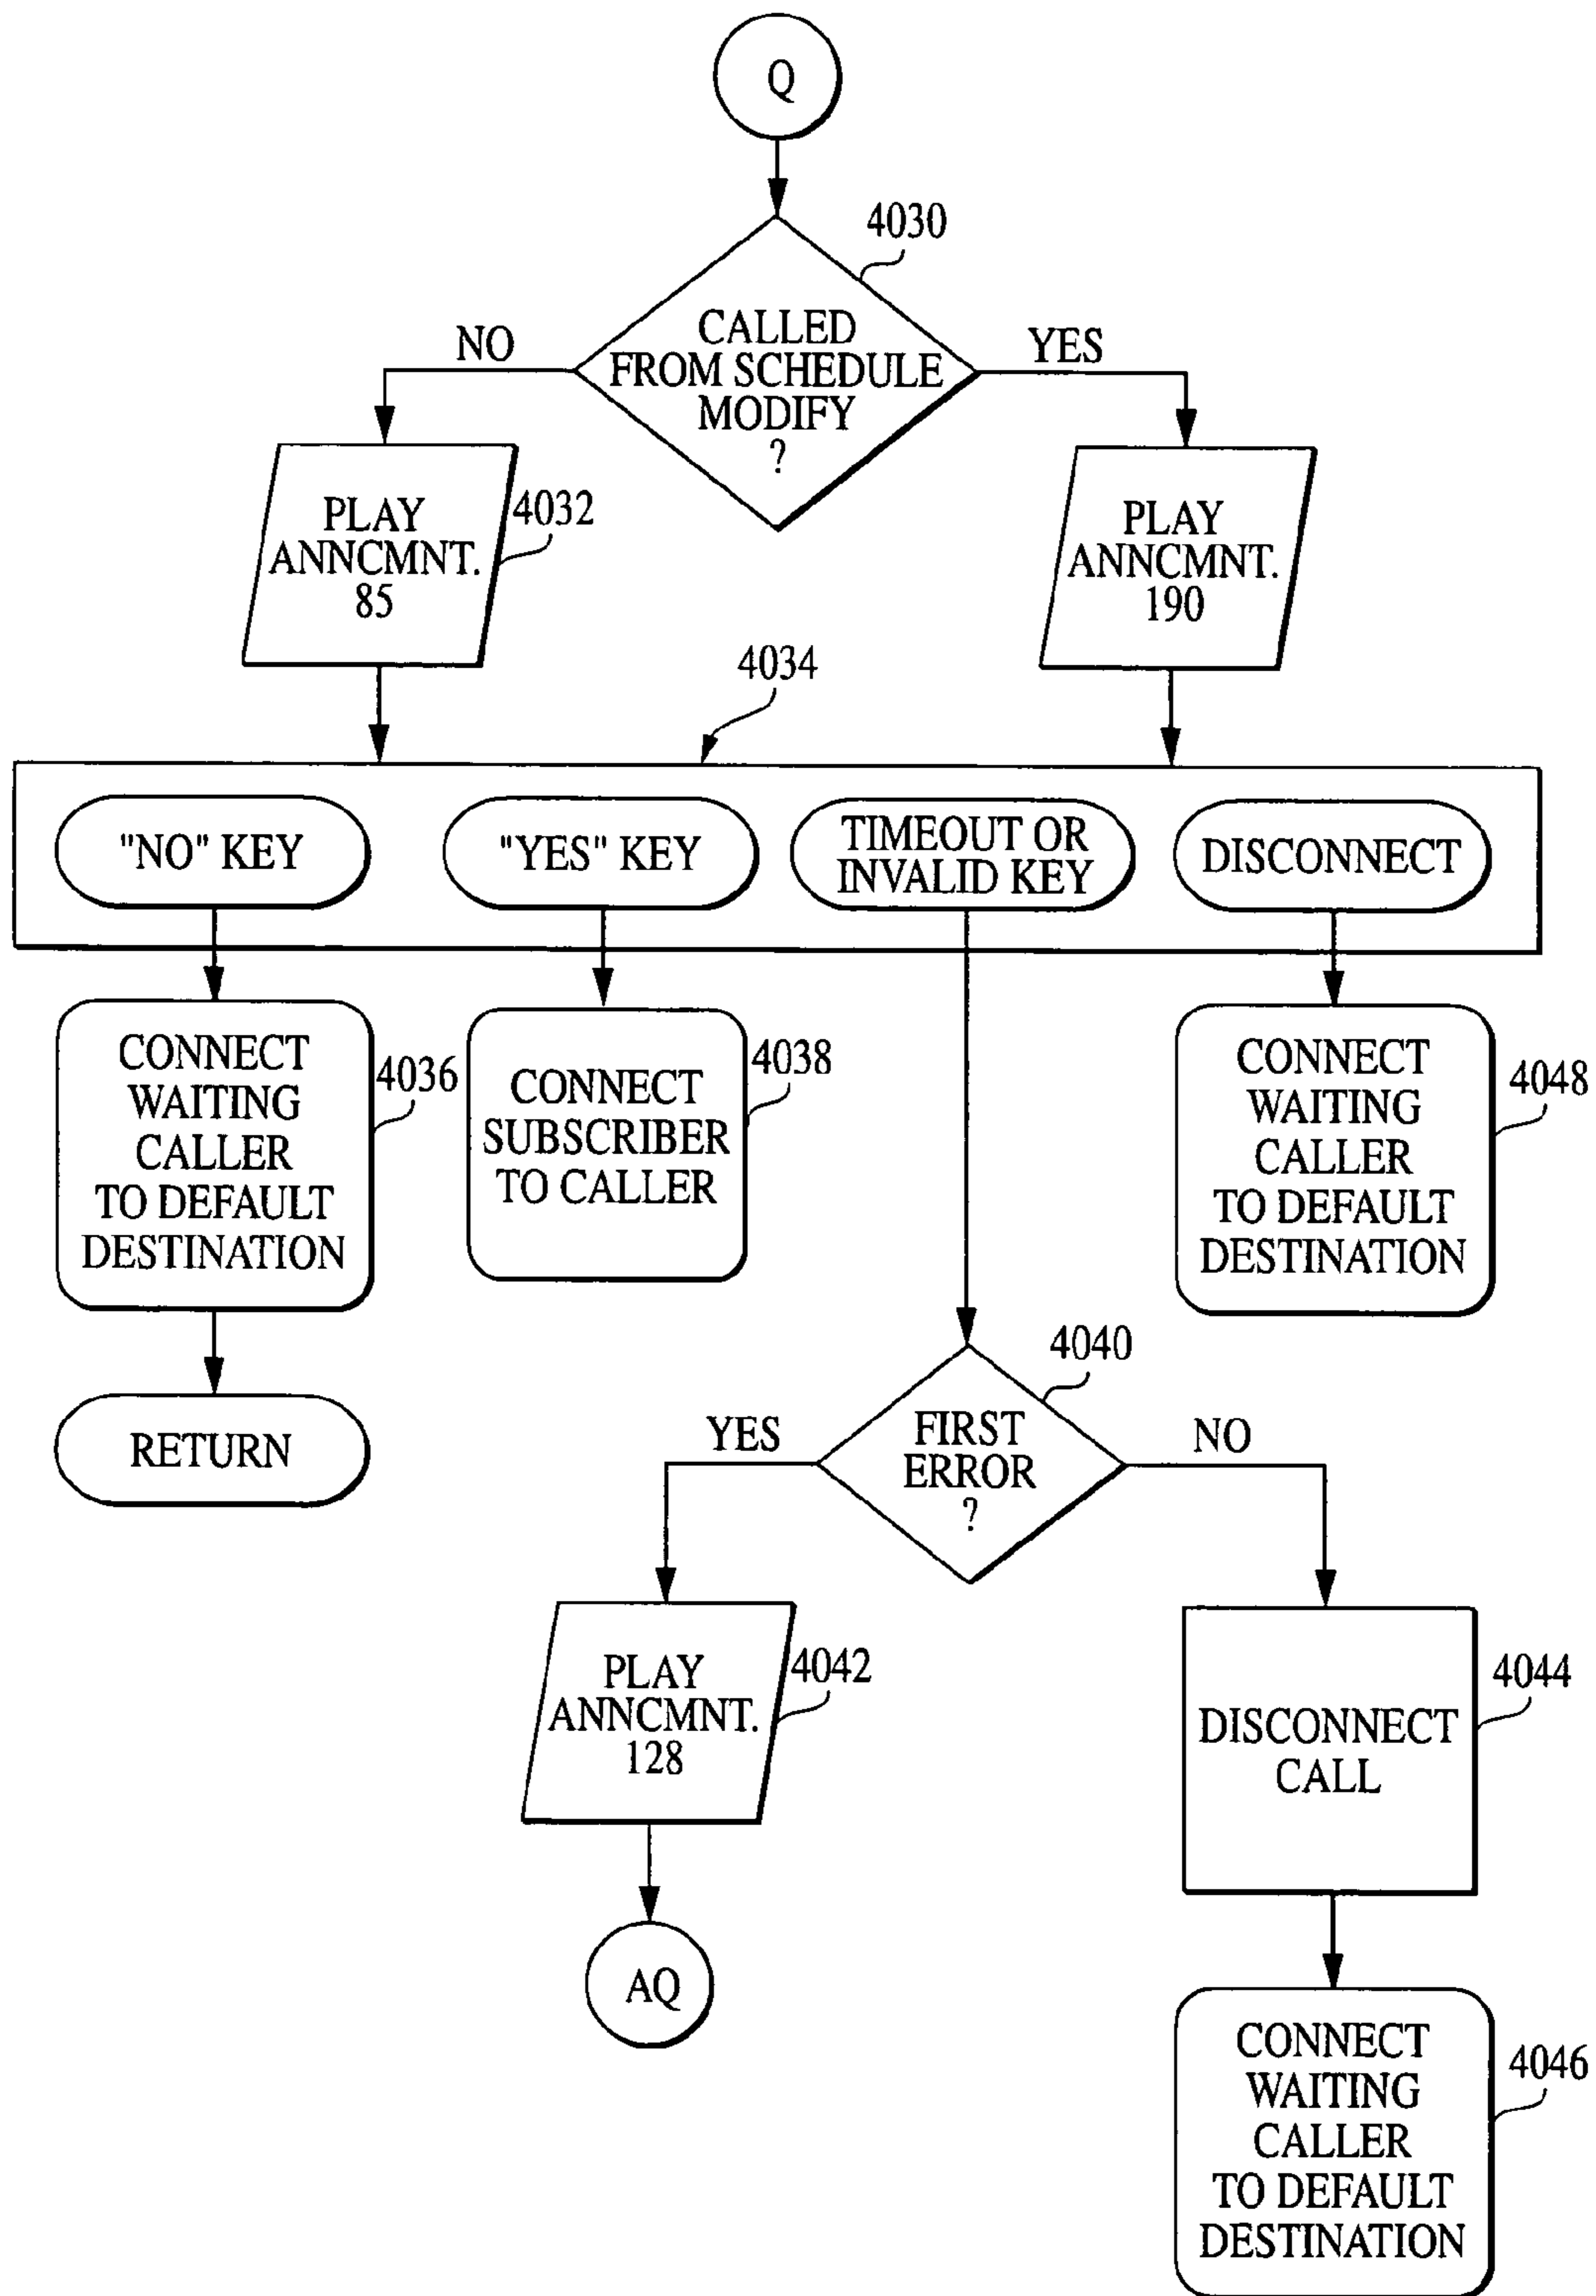 Q
4030
CALLED
FROM SCHEDULE
MODIFY
?
NO
YES
PLAY
ANNCMNT.
85
4032
PLAY
ANNCMNT.
190
4034
"NO" KEY
"YES" KEY
TIMEOUT OR
INVALID KEY
DISCONNECT
CONNECT
WAITING
CALLER
TO DEFAULT
DESTINATION
4036
CONNECT
SUBSCRIBER
TO CALLER
4038
CONNECT
WAITING
CALLER
TO DEFAULT
DESTINATION
4048
RETURN
4040
FIRST
ERROR
?
YES
NO
PLAY
ANNCMNT.
128
4042
DISCONNECT
CALL
4044
AQ
CONNECT
WAITING
CALLER
TO DEFAULT
DESTINATION
4046